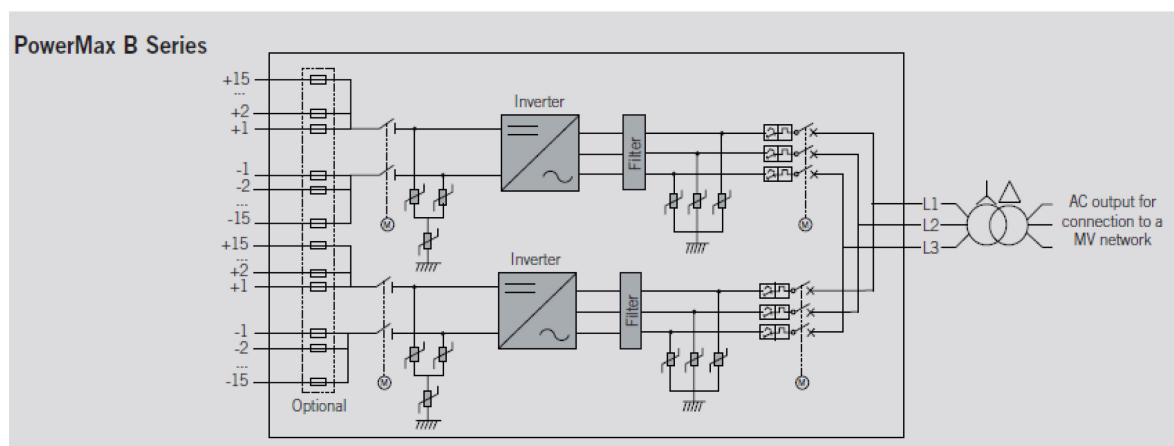 PowerMax B Series
+15
...
+2
+1
-1
-2
...
-15
+15
...
+2
+1
-1
-2
...
-15
Optional
Inverter
Filter
M
M
Inverter
Filter
M
M
L1
L2
L3
AC output for
connection to a
MV network